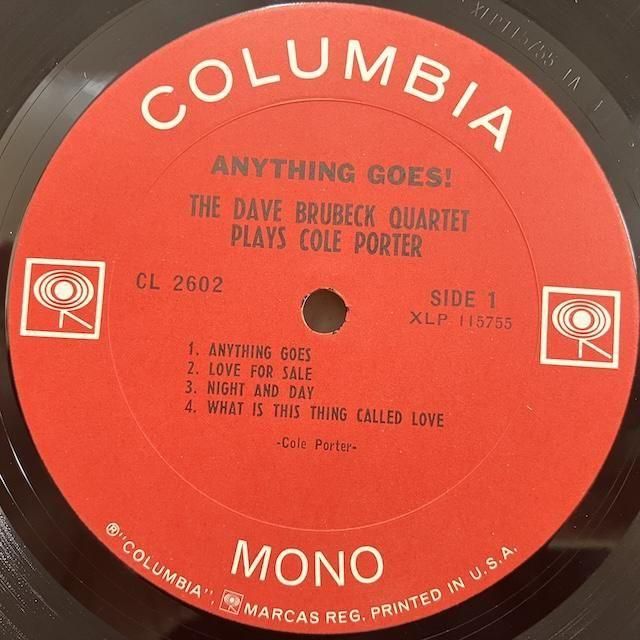 COLUMBIA
ANYTHING GOES!
THE DAVE BRUBECK QUARTET
PLAYS COLE PORTER
CL 2602
SIDE 1
XLP 115755
1. ANYTHING GOES
2. LOVE FOR SALE
3. NIGHT AND DAY
4. WHAT IS THIS THING CALLED LOVE
-Cole Porter-
MONO
®"COLUMBIA", MARCAS REG. PRINTED IN U.S.A.
XLP115755 1A